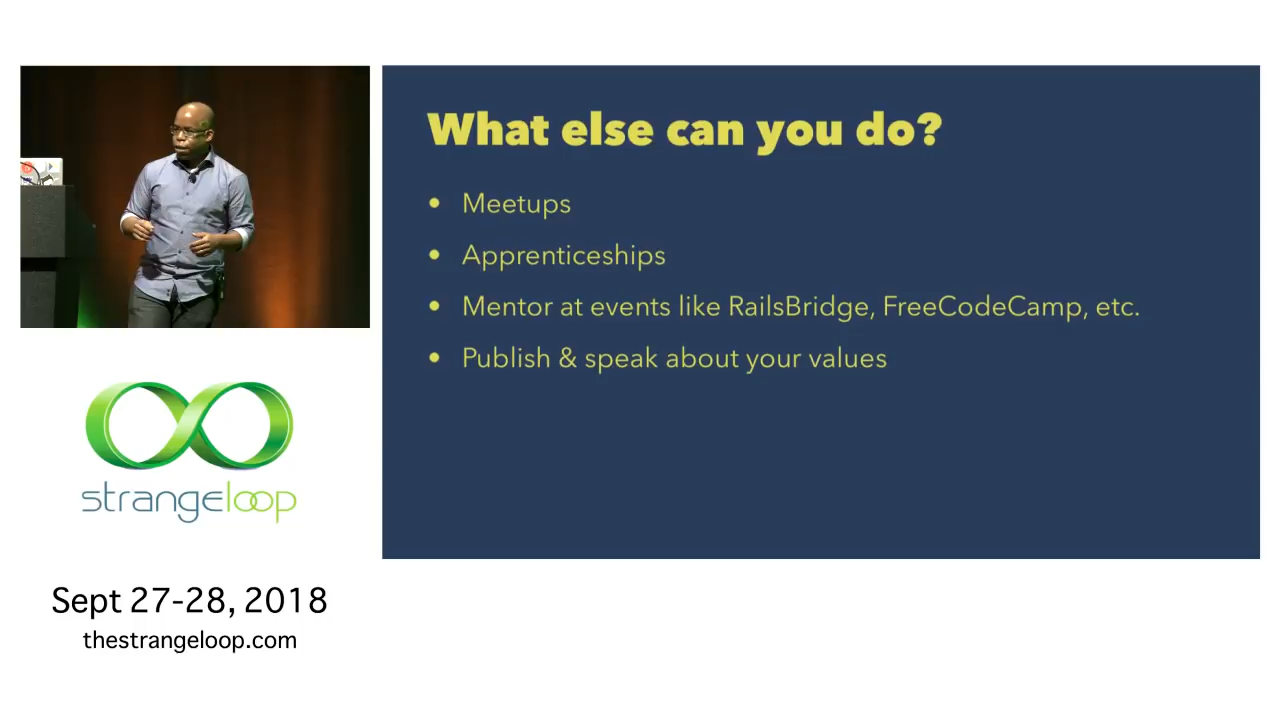 What else can you do?
• Meetups
• Apprenticeships
• Mentor at events like RailsBridge, FreeCodeCamp, etc.
• Publish & speak about your values
strangeloop
Sept 27-28, 2018
thestrangeloop.com